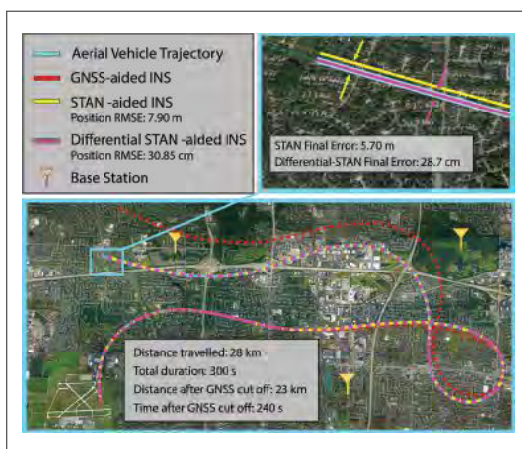 Aerial Vehicle Trajectory
GNSS-aided INS
STAN -aided INS
Position RMSE: 7.90 m
Differential STAN -aided INS
Position RMSE: 30.85 cm
Base Station
STAN Final Error: 5.70 m
Differential-STAN Final Error: 28.7 cm
Distance travelled: 28 km
Total duration: 300 s
Distance after GNSS cut off: 23 km
Time after GNSS cut off: 240 s